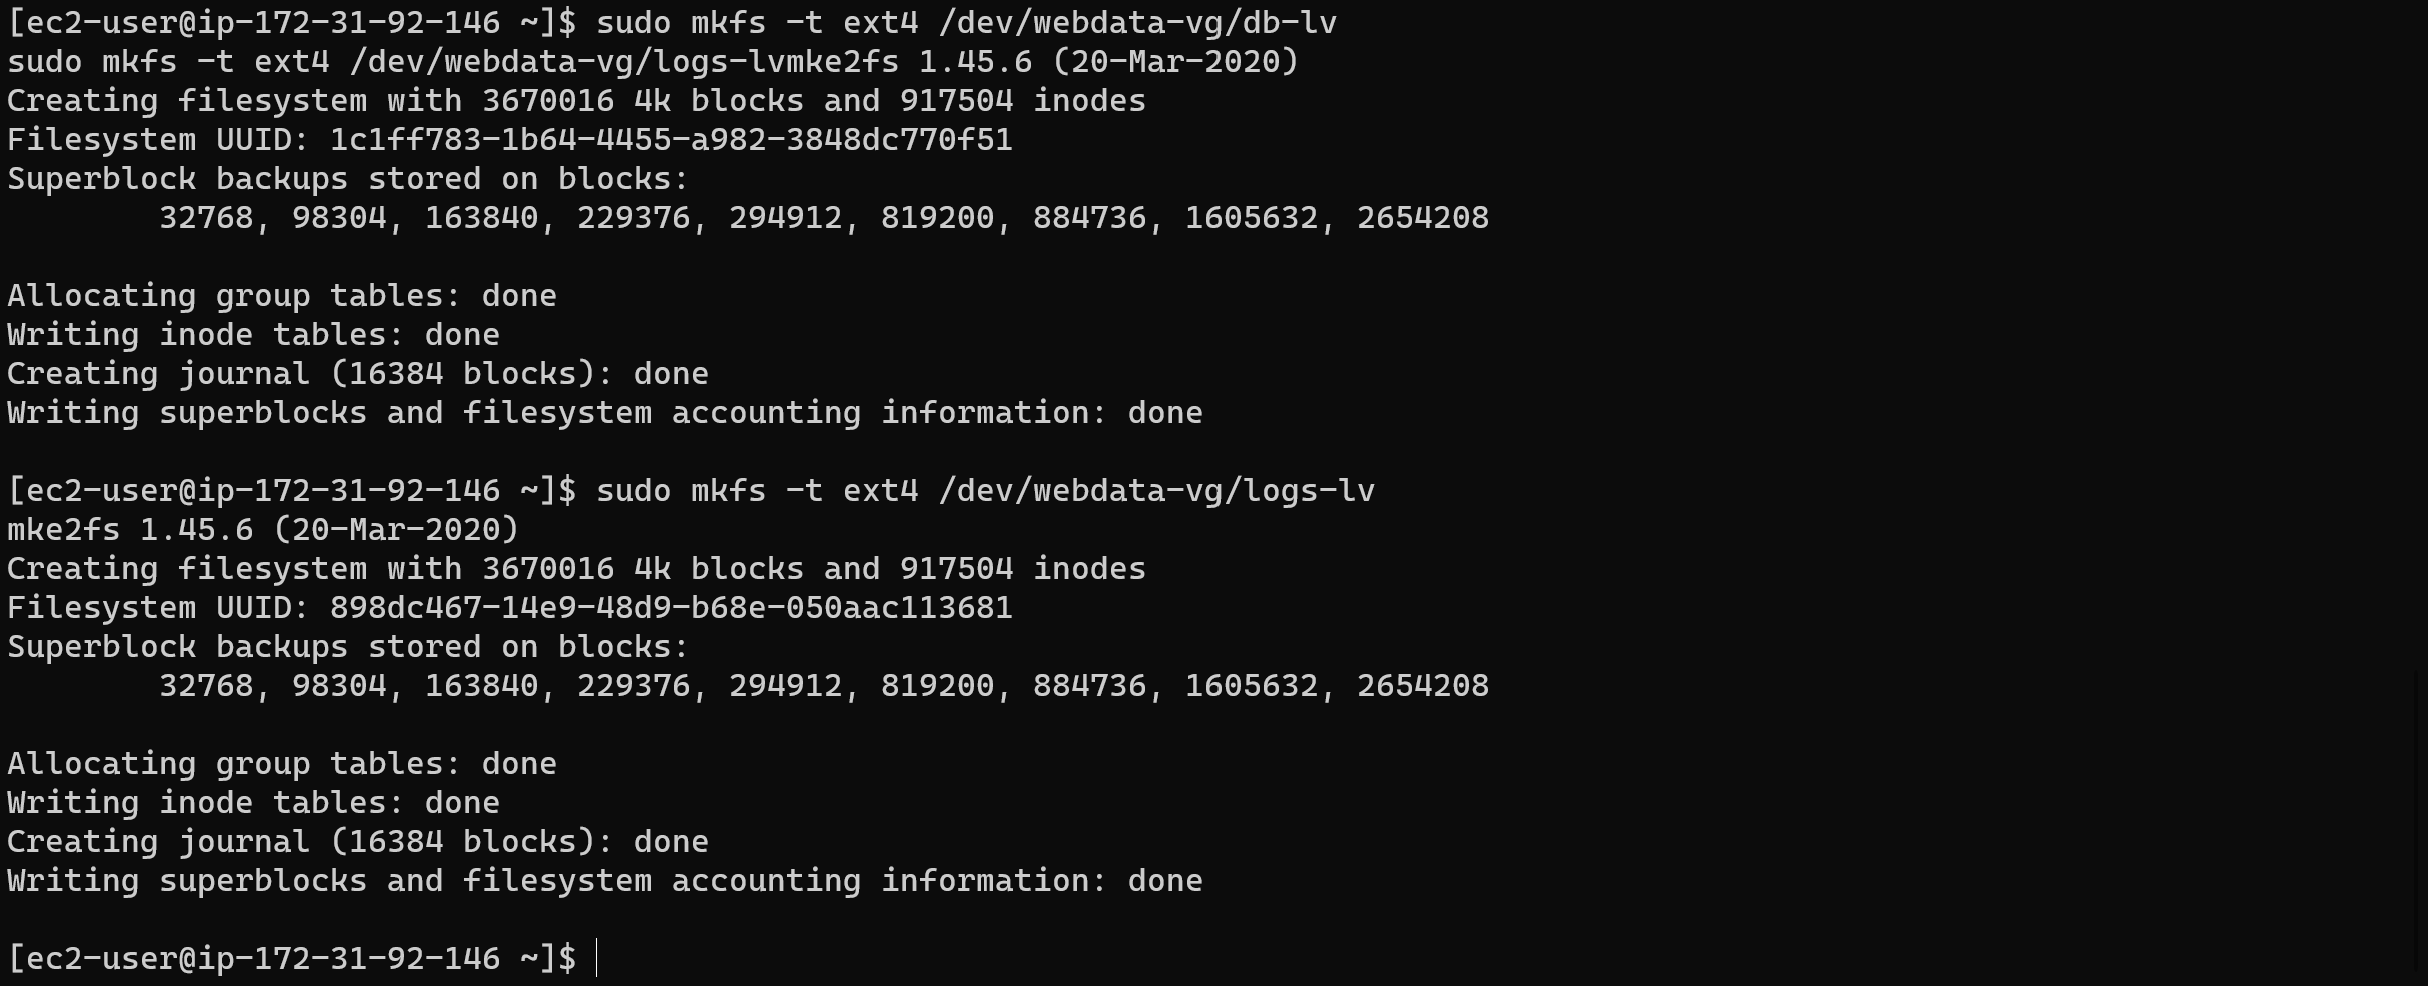 [ec2-user@ip-172-31-92-146 ~]$ sudo mkfs -t ext4 /dev/webdata-vg/db-lv
sudo mkfs -t ext4 /dev/webdata-vg/logs-lvmke2fs 1.45.6 (20-Mar-2020)
Creating filesystem with 3670016 4k blocks and 917504 inodes
Filesystem UUID: 1c1ff783-1b64-4455-a982-3848dc770f51
Superblock backups stored on blocks:
        32768, 98304, 163840, 229376, 294912, 819200, 884736, 1605632, 2654208

Allocating group tables: done
Writing inode tables: done
Creating journal (16384 blocks): done
Writing superblocks and filesystem accounting information: done

[ec2-user@ip-172-31-92-146 ~]$ sudo mkfs -t ext4 /dev/webdata-vg/logs-lv
mke2fs 1.45.6 (20-Mar-2020)
Creating filesystem with 3670016 4k blocks and 917504 inodes
Filesystem UUID: 898dc467-14e9-48d9-b68e-050aac113681
Superblock backups stored on blocks:
        32768, 98304, 163840, 229376, 294912, 819200, 884736, 1605632, 2654208

Allocating group tables: done
Writing inode tables: done
Creating journal (16384 blocks): done
Writing superblocks and filesystem accounting information: done

[ec2-user@ip-172-31-92-146 ~]$